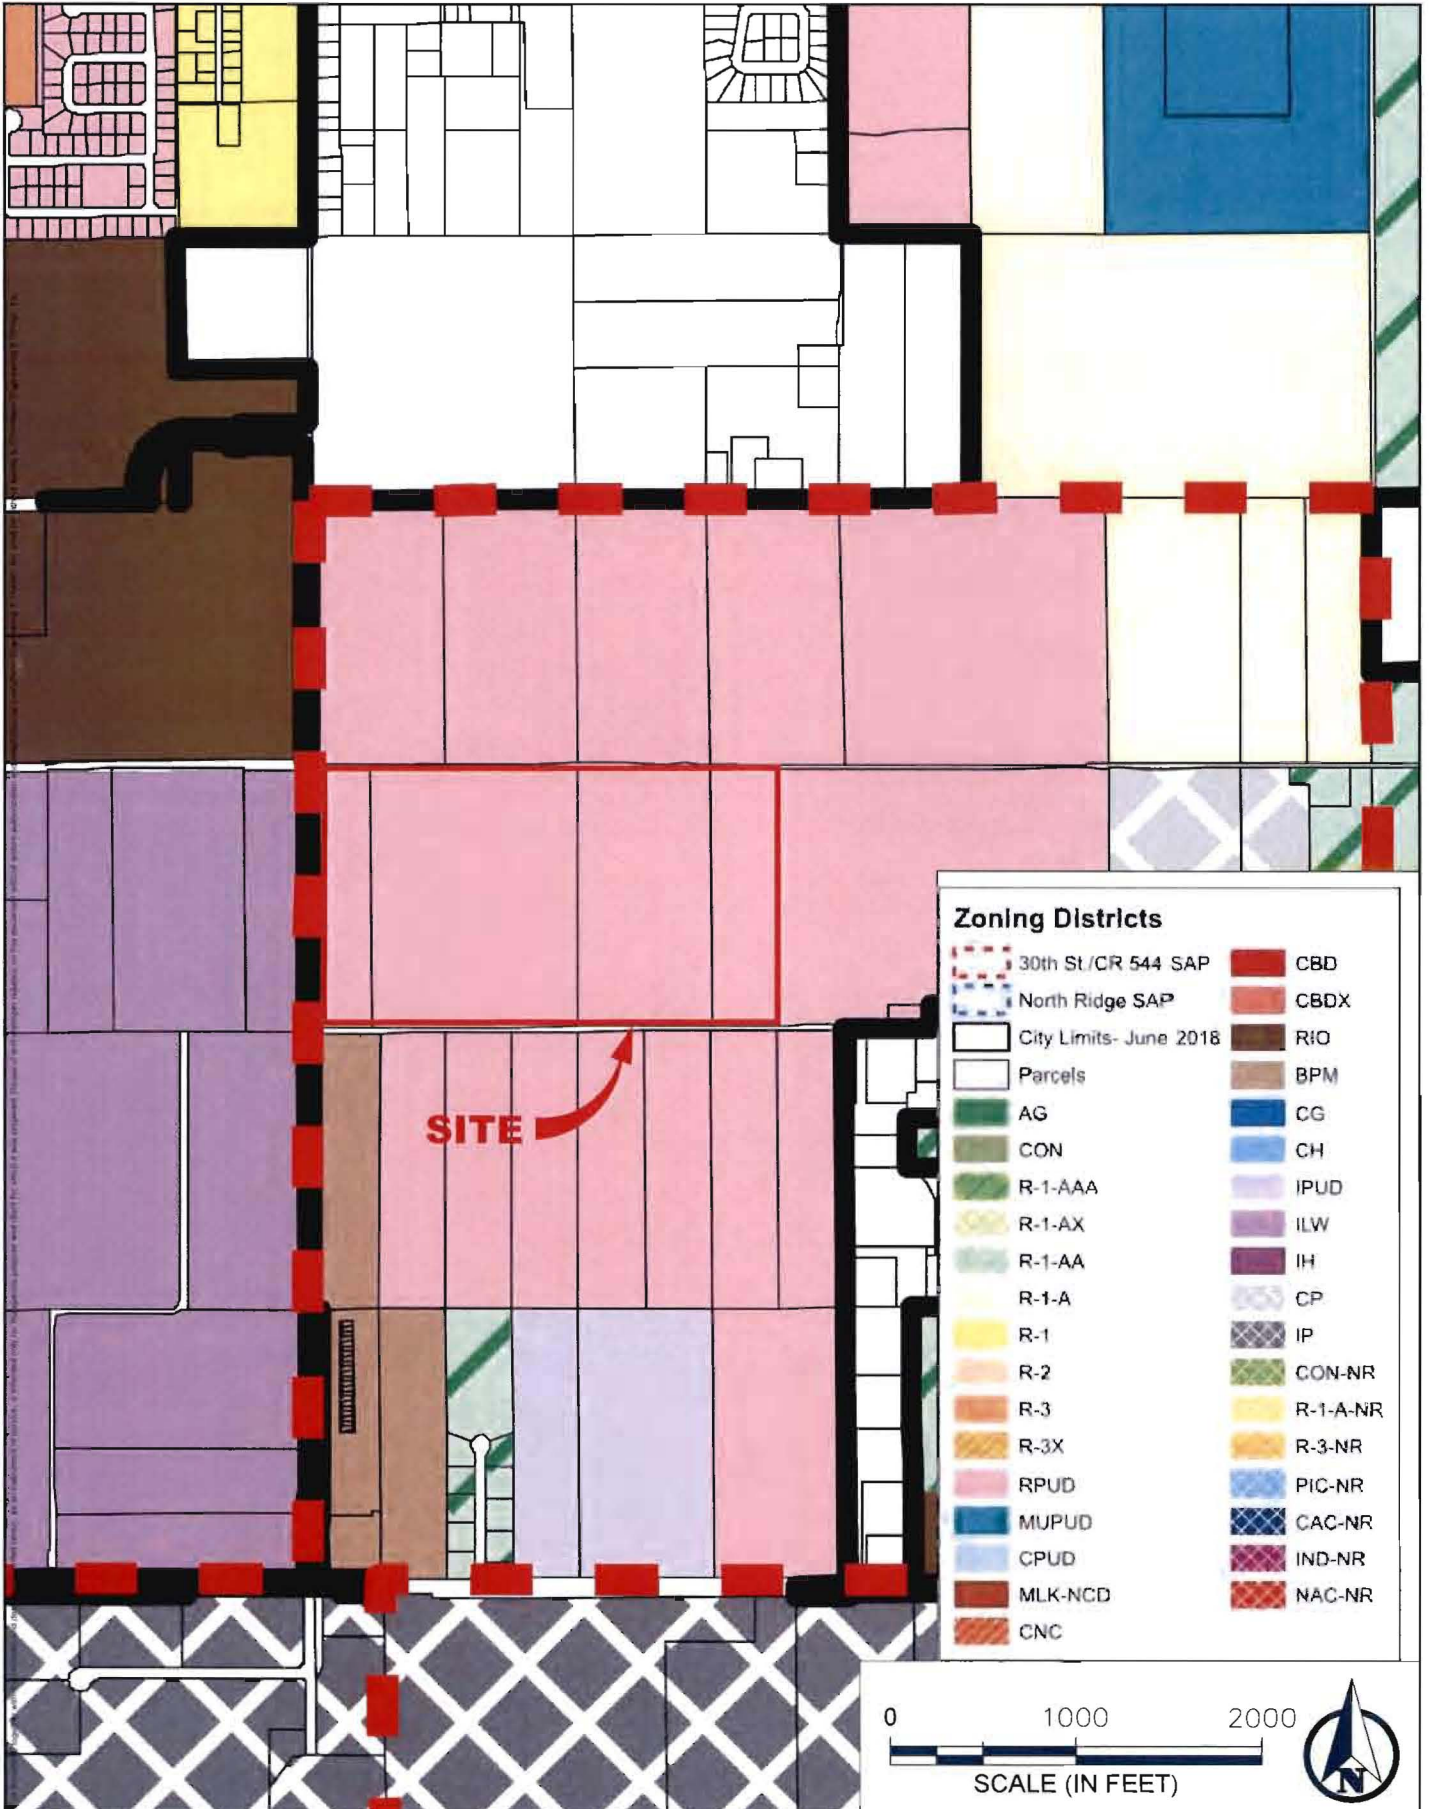 SITE
Zoning Districts
30th St./CR 544 SAP
North Ridge SAP
City Limits- June 2018
Parcels
AG
CON
R-1-AAA
R-1-AX
R-1-AA
R-1-A
R-1
R-2
R-3
R-3X
RPUD
MUPUD
CPUD
MLK-NCD
CNC
CBD
CBDX
RIO
BPM
CG
CH
IPUD
ILW
IH
CP
IP
CON-NR
R-1-A-NR
R-3-NR
PIC-NR
CAC-NR
IND-NR
NAC-NR
0 1000 2000
SCALE (IN FEET)
N